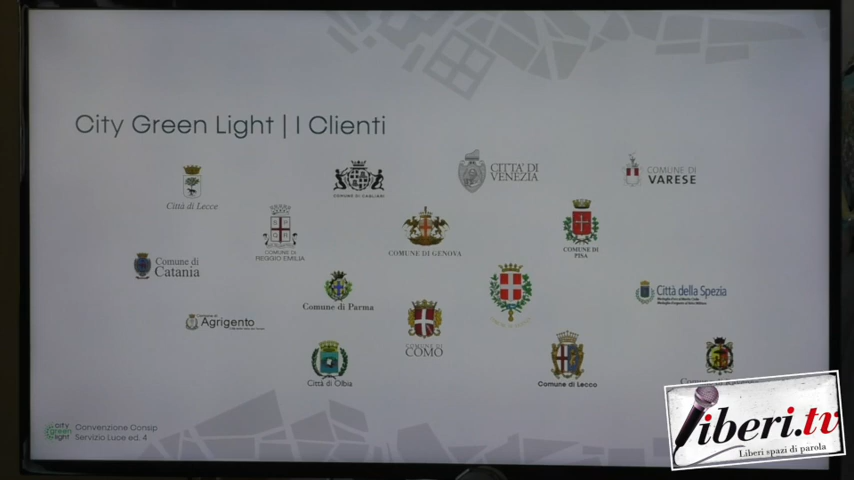 City Green Light | I Clienti
Città di Lecce
COMUNE DI CAGLIARI
CITTA' DI
VENEZIA
COMUNE DI
VARESE
COMUNE DI
REGGIO EMILIA
COMUNE DI GENOVA
COMUNE DI
PISA
Comune di
Catania
Comune di Parma
Città della Spezia
Agrigento
COMUNE DI
COMO
Città di Olbia
Comune di Lecco
city
green
light
Convenzione Consip
Servizio Luce ed. 4
liberi.tv
Liberi spazi di parola